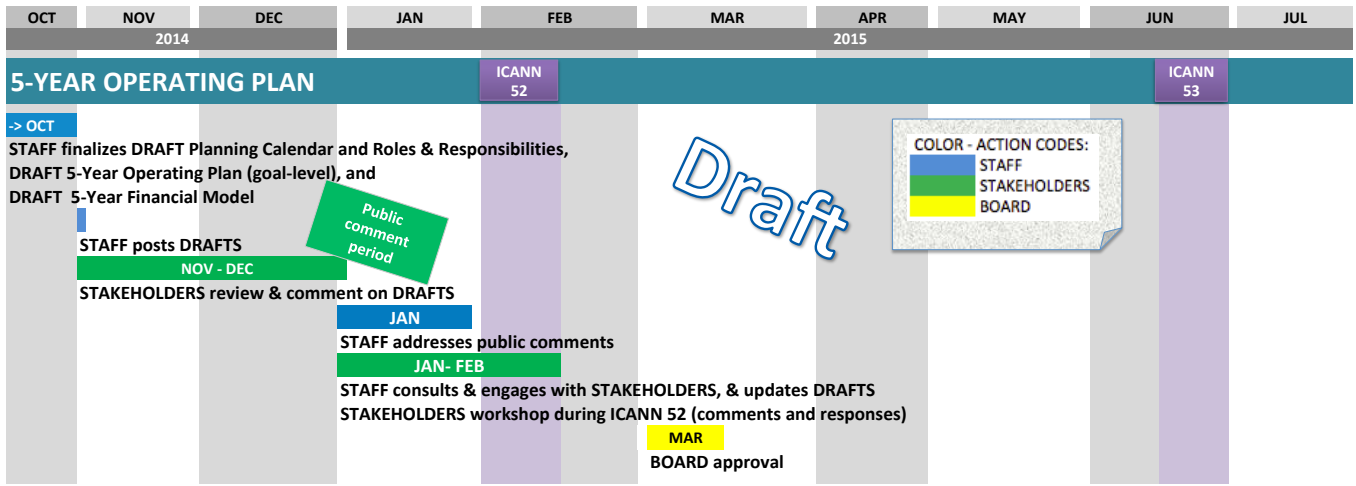 OCT NOV DEC JAN FEB MAR APR MAY JUN JUL
2014 2015
5-YEAR OPERATING PLAN
ICANN
52
ICANN
53
-> OCT
STAFF finalizes DRAFT Planning Calendar and Roles & Responsibilities,
DRAFT 5-Year Operating Plan (goal-level), and
DRAFT 5-Year Financial Model
Public
comment
period
Draft
COLOR - ACTION CODES:
STAFF
STAKEHOLDERS
BOARD
STAFF posts DRAFTS
NOV - DEC
STAKEHOLDERS review & comment on DRAFTS
JAN
STAFF addresses public comments
JAN- FEB
STAFF consults & engages with STAKEHOLDERS, & updates DRAFTS
STAKEHOLDERS workshop during ICANN 52 (comments and responses)
MAR
BOARD approval